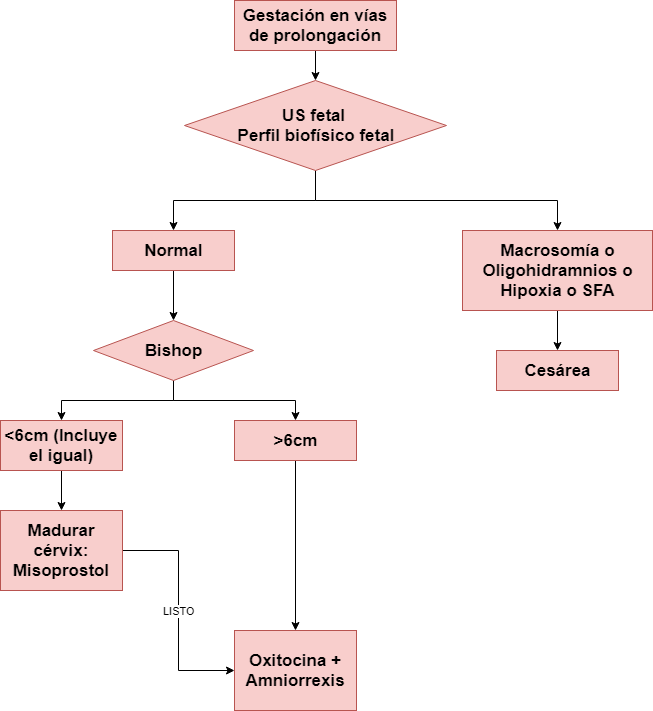 Gestación en vías
de prolongación
US fetal
Perfil biofísico fetal
Normal
Macrosomía o
Oligohidramnios o
Hipoxia o SFA
Bishop
Cesárea
<6cm (Incluye
el igual)
>6cm
Madurar
cérvix:
Misoprostol
LISTO
Oxitocina +
Amniorrexis